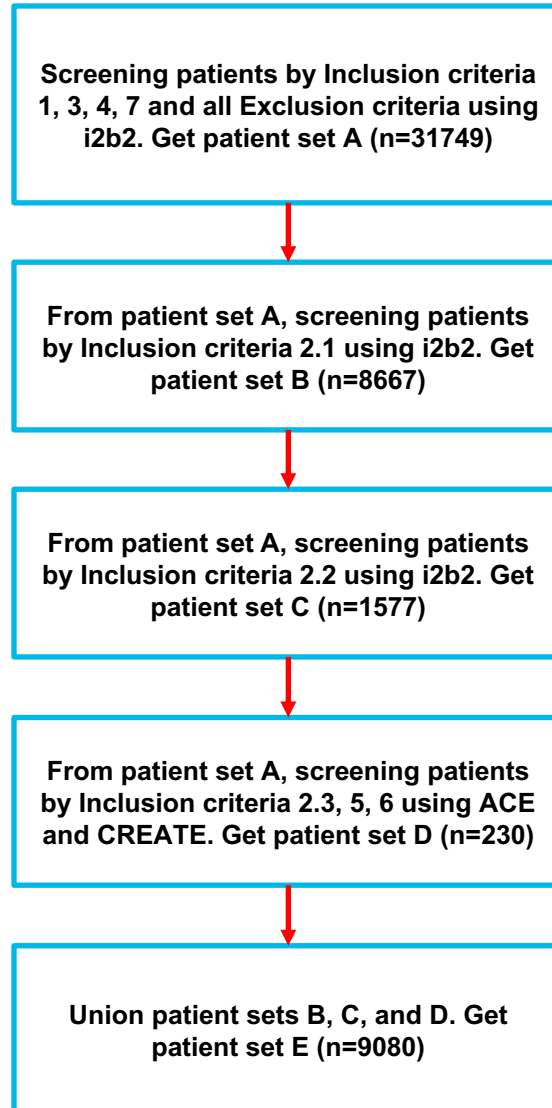 Screening patients by Inclusion criteria
1, 3, 4, 7 and all Exclusion criteria using
i2b2. Get patient set A (n=31749)
From patient set A, screening patients
by Inclusion criteria 2.1 using i2b2. Get
patient set B (n=8667)
From patient set A, screening patients
by Inclusion criteria 2.2 using i2b2. Get
patient set C (n=1577)
From patient set A, screening patients
by Inclusion criteria 2.3, 5, 6 using ACE
and CREATE. Get patient set D (n=230)
Union patient sets B, C, and D. Get
patient set E (n=9080)